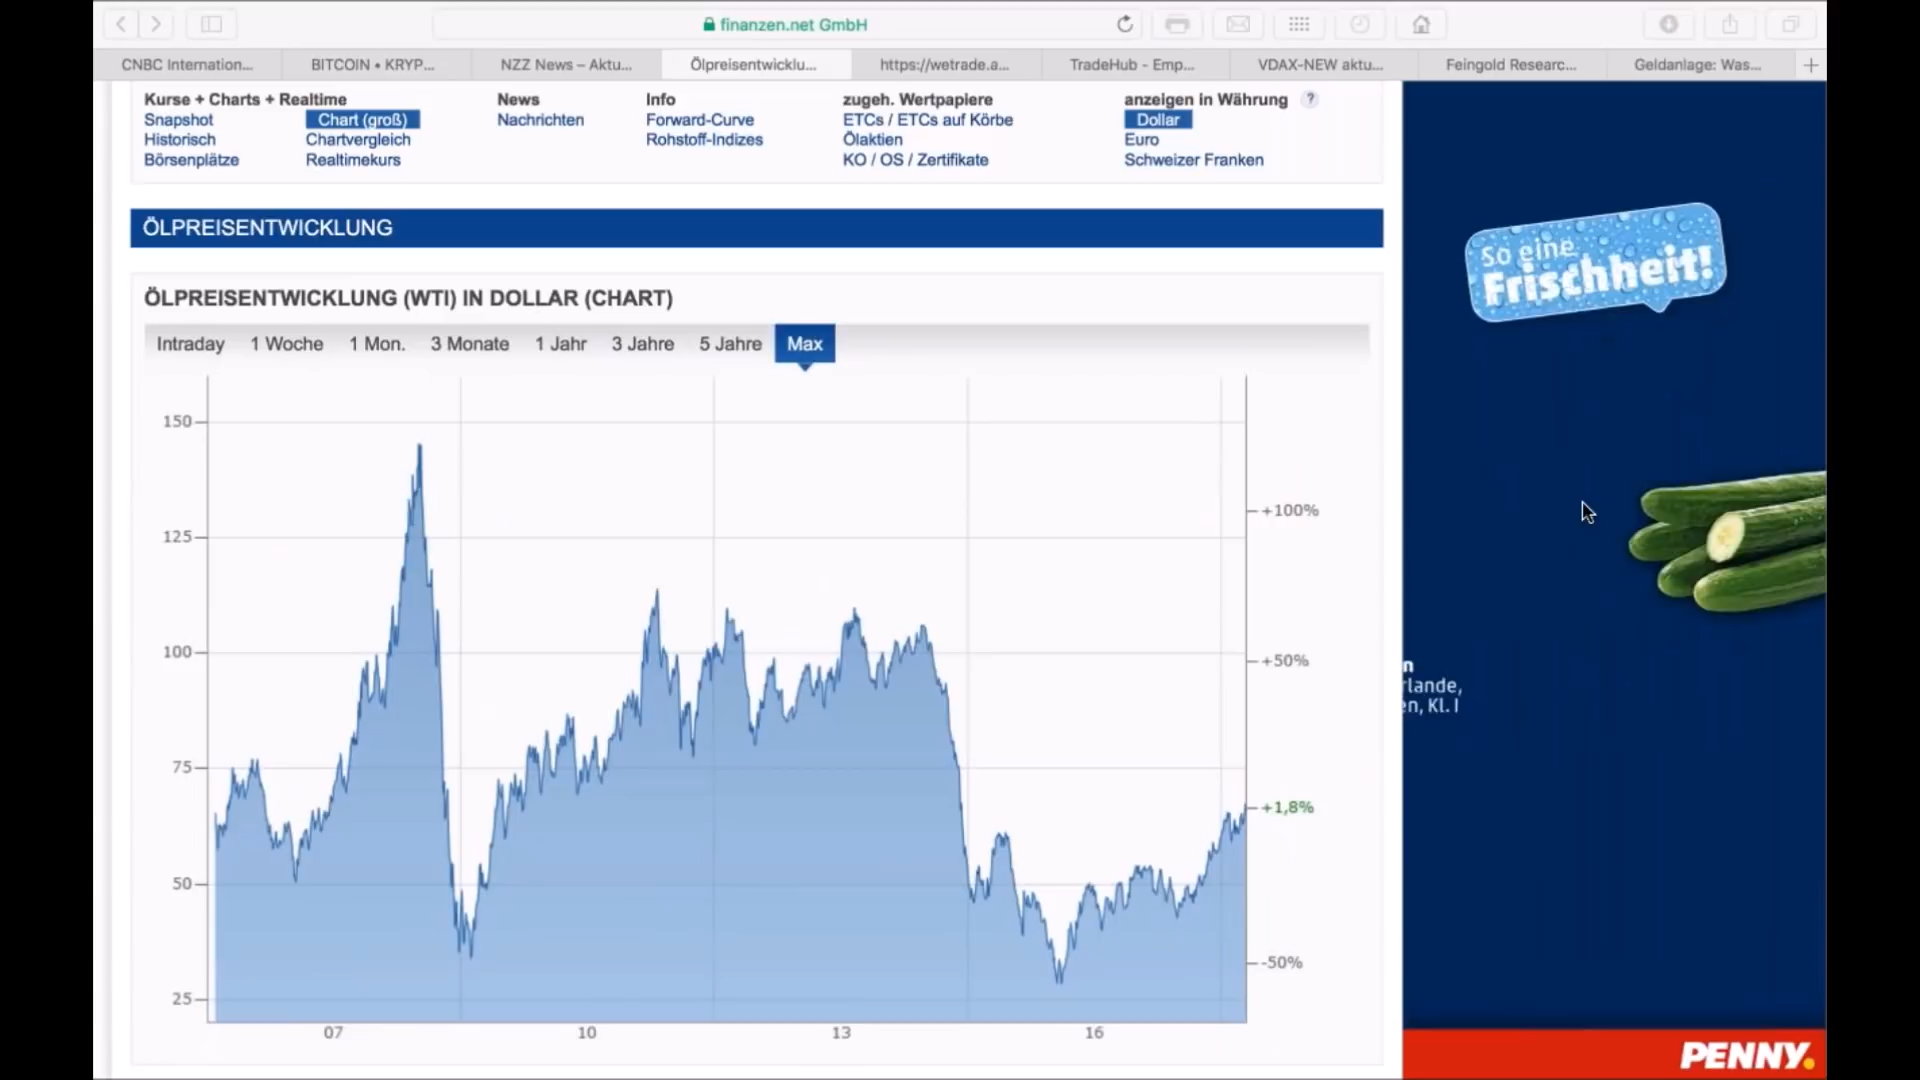 finanzen.net GmbH
CNBC Internation...
BITCOIN • KRYP...
NZZ News – Aktu...
Ölpreisentwicklu...
https://wetrade.a...
TradeHub - Emp...
VDAX-NEW aktu...
Feingold Researc...
Geldanlage: Was...
+
Kurse + Charts + Realtime
Snapshot
Historisch
Börsenplätze
Chart (groß)
Chartvergleich
Realtimekurs
News
Nachrichten
Info
Forward-Curve
Rohstoff-Indizes
zugeh. Wertpapiere
ETCs / ETCs auf Körbe
Ölaktien
KO / OS / Zertifikate
anzeigen in Währung ?
Dollar
Euro
Schweizer Franken
ÖLPREISENTWICKLUNG
ÖLPREISENTWICKLUNG (WTI) IN DOLLAR (CHART)
Intraday 1 Woche 1 Mon. 3 Monate 1 Jahr 3 Jahre 5 Jahre Max
150
125
100
75
50
25
+100%
+50%
+1,8%
-50%
07 10 13 16
So eine
Frischheit!
n
rlande,
en, Kl. I
PENNY.